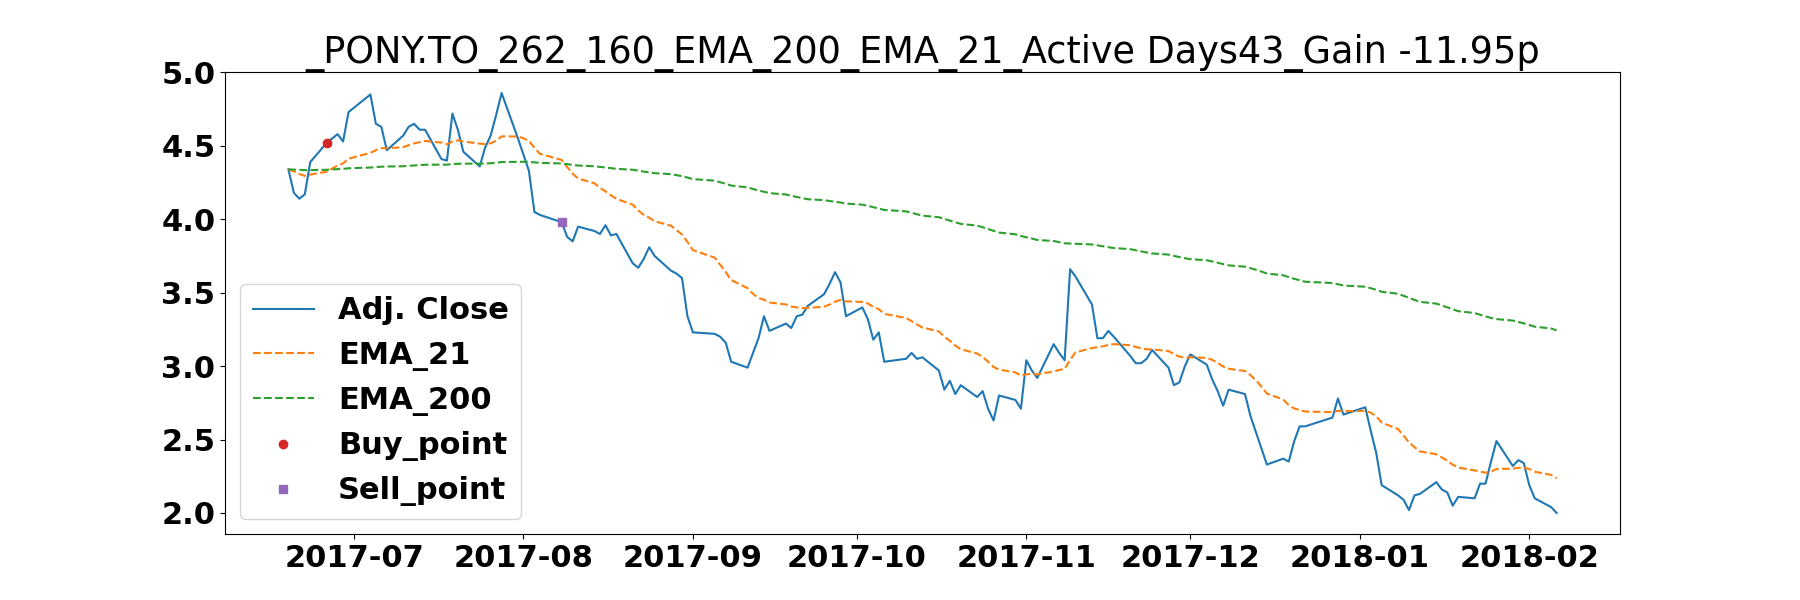 _PONY.TO_262_160_EMA_200_EMA_21_Active Days43_Gain -11.95p
5.0
4.5
4.0
3.5
3.0
2.5
2.0
Adj. Close
EMA_21
EMA_200
Buy_point
Sell_point
2017-07 2017-08 2017-09 2017-10 2017-11 2017-12 2018-01 2018-02